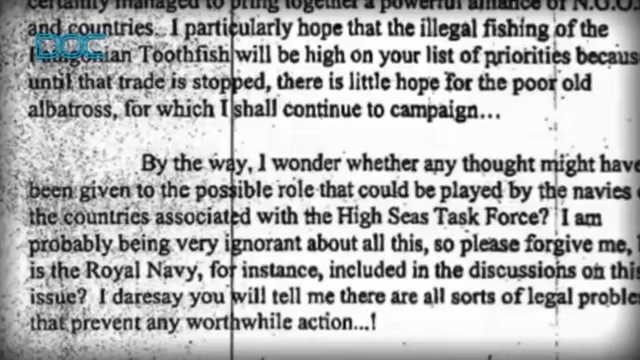 certainly managed to bring together a powerful alliance of N.G.O.
and countries. I particularly hope that the illegal fishing of the
DOC
Toothfish will be high on your list of priorities becaus
until that trade is stopped, there is little hope for the poor old
albatross, for which I shall continue to campaign...
By the way, I wonder whether any thought might have
been given to the possible role that could be played by the navies
the countries associated with the High Seas Task Force? I am
probably being very ignorant about all this, so please forgive me,
is the Royal Navy, for instance, included in the discussions on this
issue? I daresay you will tell me there are all sorts of legal proble
that prevent any worthwhile action...!